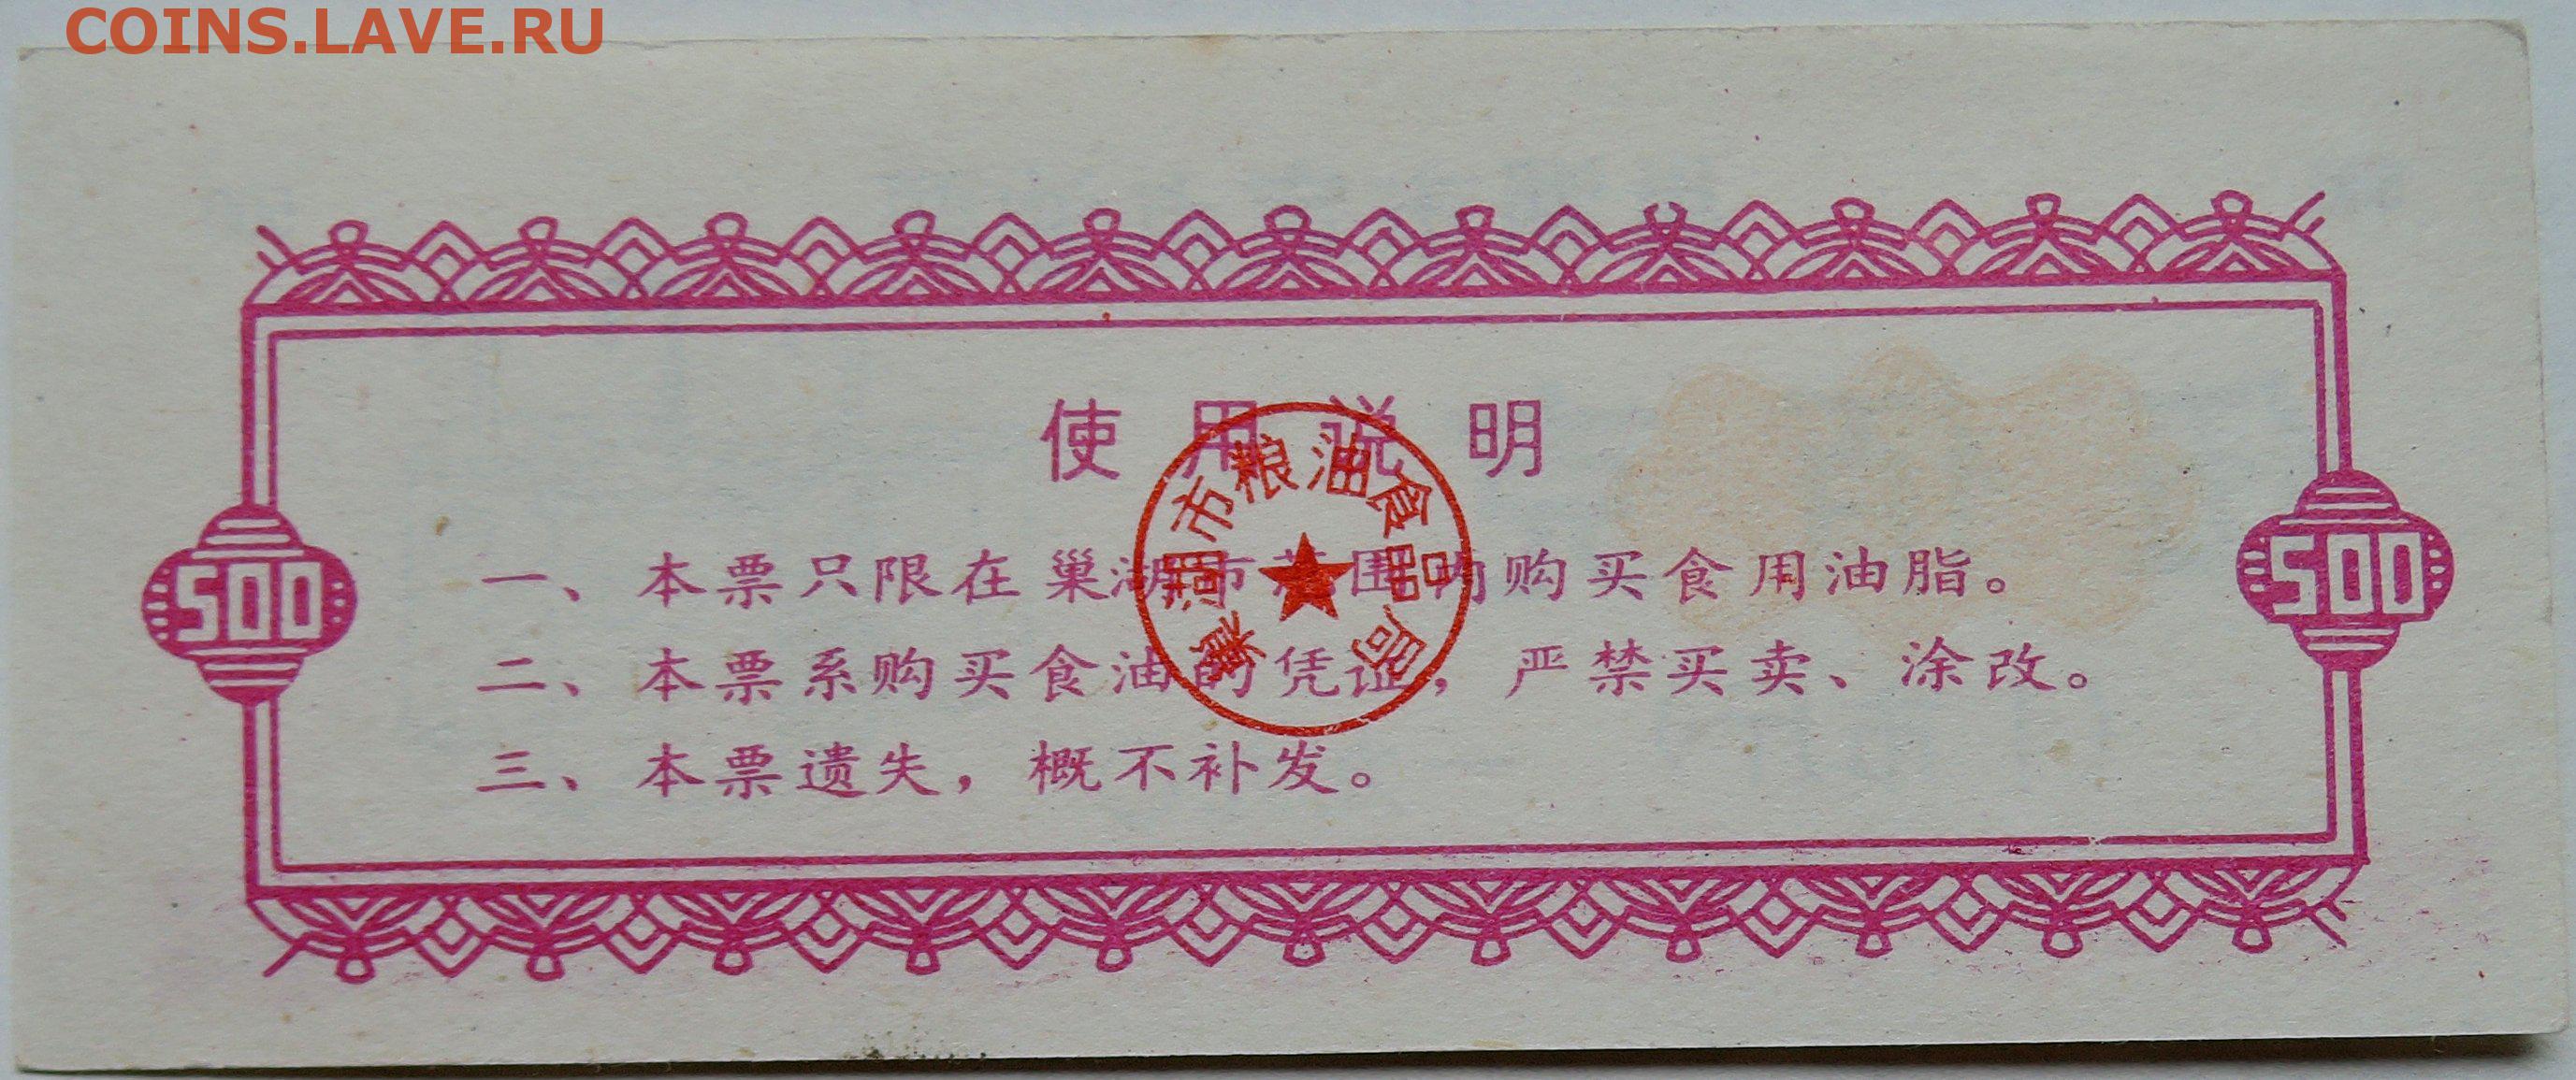 COINS.LAVE.RU
使用说明
一、本票只限在巢湖市范围内购买食用油脂。
二、本票系购买食油的凭证，严禁买卖、涂改。
三、本票遗失，概不补发。
500
500
巢湖市粮油食品局